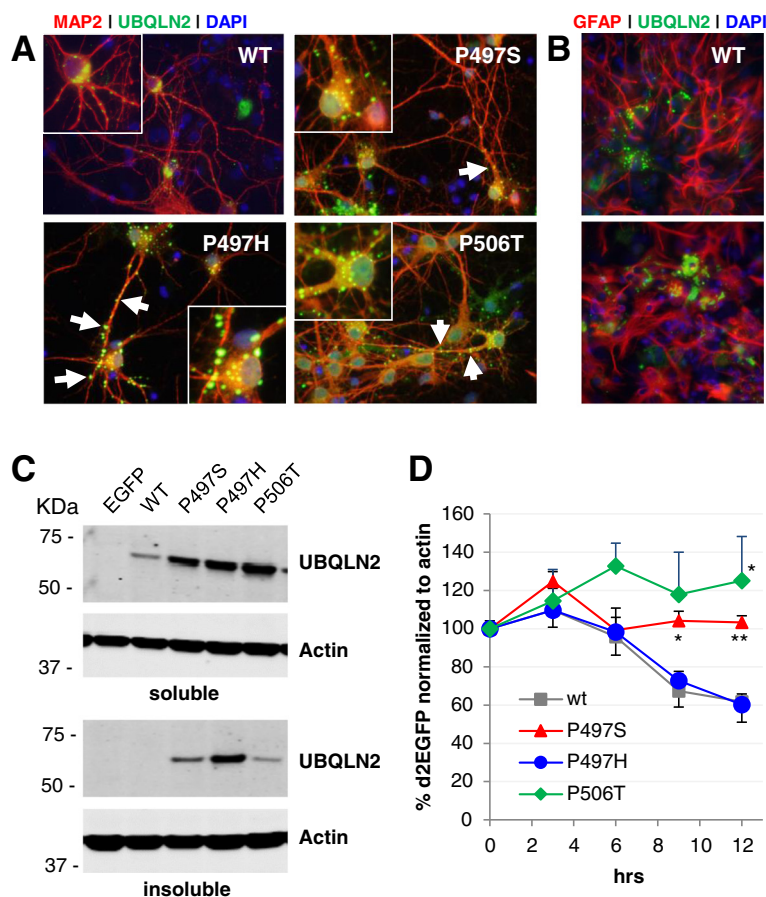 MAP2 I UBQLN2 I DAPI
GFAP I UBQLN2 I DAPI
A
WT
P497S
B
WT
P497H
P506T
C
D
EGFP
WT
P497S
P497H
P506T
KDa
75 -
UBQLN2
50 -
Actin
37 -
soluble
75 -
UBQLN2
50 -
Actin
37 -
insoluble
% d2EGFP normalized to actin
160
140
120
100
80
60
40
20
0
*
*
**
wt
P497S
P497H
P506T
0 2 4 6 8 10 12
hrs